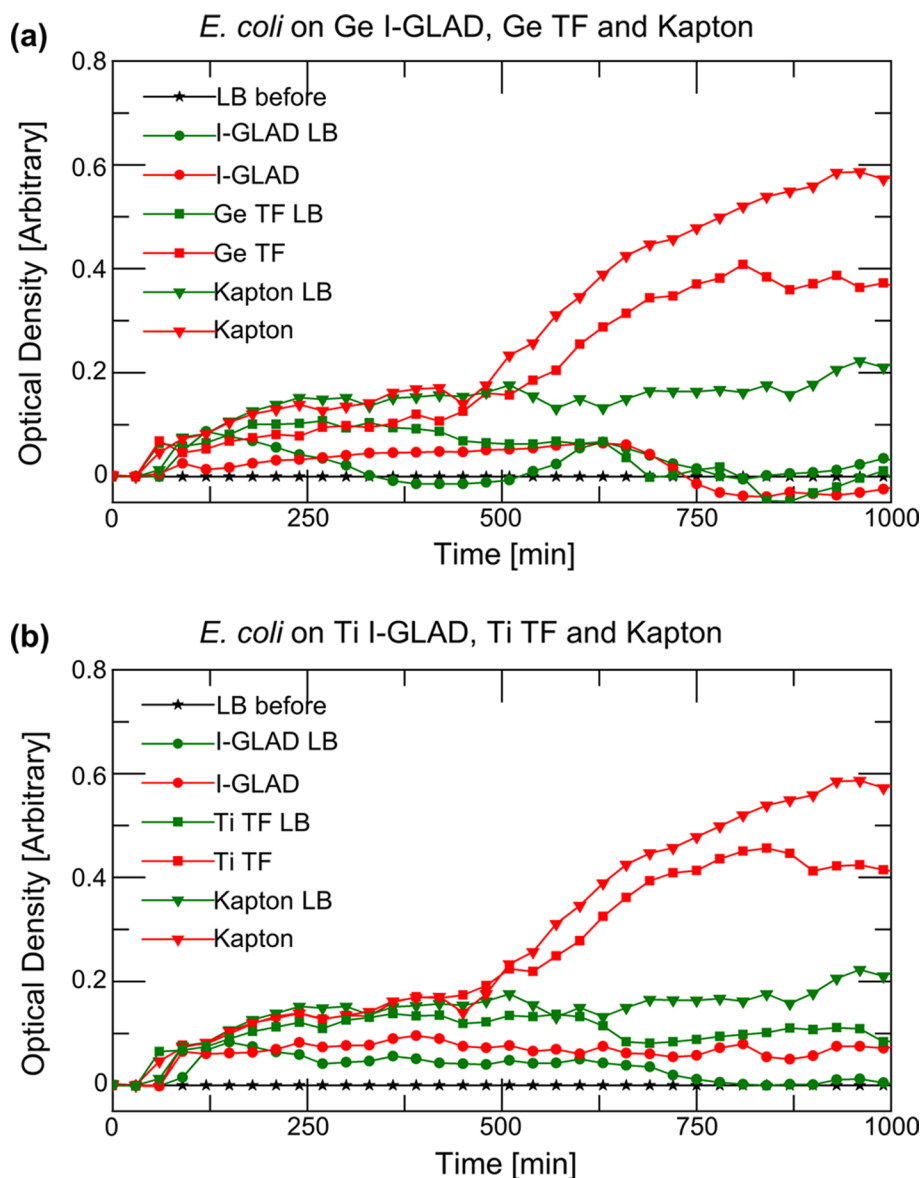 (a)
E. coli on Ge I-GLAD, Ge TF and Kapton
Optical Density [Arbitrary]
0.8
0.6
0.4
0.2
0
LB before
I-GLAD LB
I-GLAD
Ge TF LB
Ge TF
Kapton LB
Kapton
0 250 500 750 1000
Time [min]
(b)
E. coli on Ti I-GLAD, Ti TF and Kapton
Optical Density [Arbitrary]
0.8
0.6
0.4
0.2
0
LB before
I-GLAD LB
I-GLAD
Ti TF LB
Ti TF
Kapton LB
Kapton
0 250 500 750 1000
Time [min]